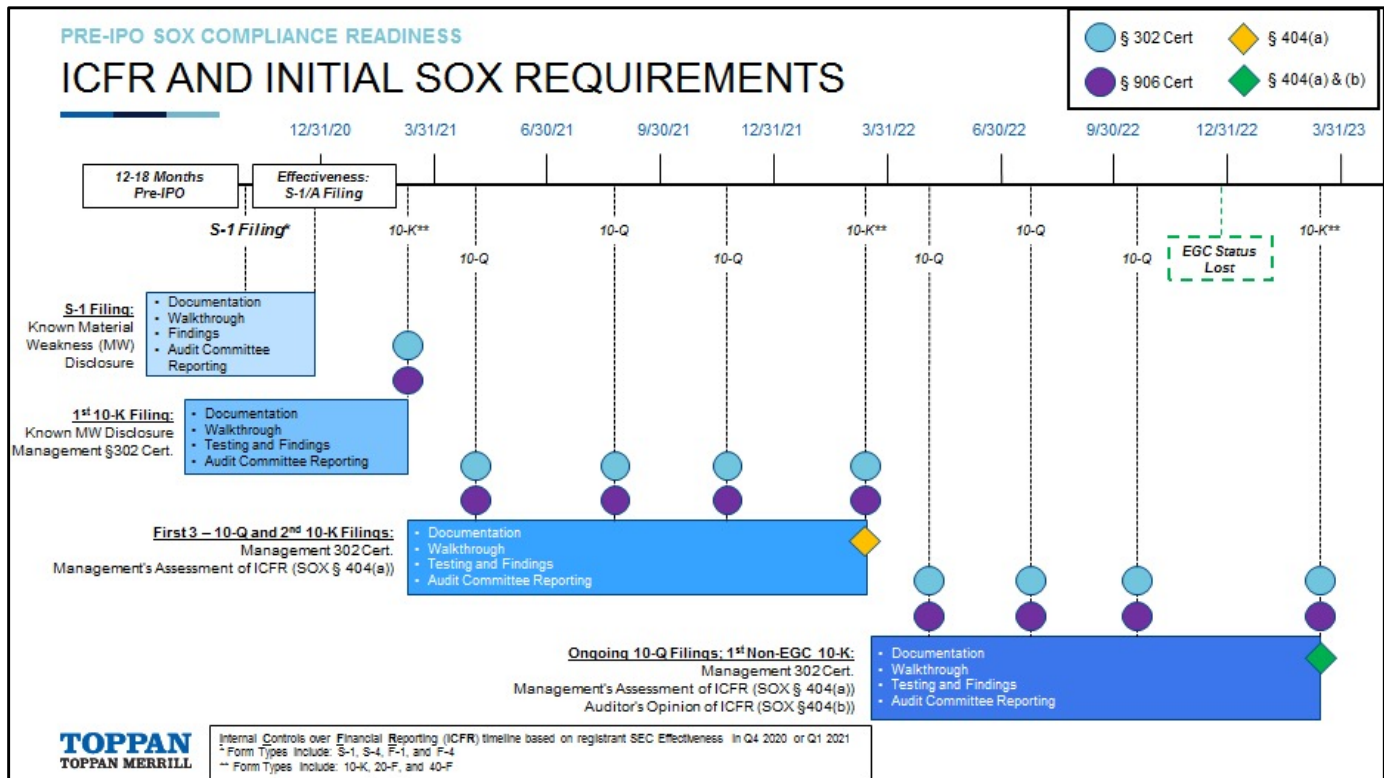 PRE-IPO SOX COMPLIANCE READINESS
ICFR AND INITIAL SOX REQUIREMENTS
§ 302 Cert
§ 404(a)
§ 906 Cert
§ 404(a) & (b)
12/31/20
3/31/21
6/30/21
9/30/21
12/31/21
3/31/22
6/30/22
9/30/22
12/31/22
3/31/23
12-18 Months
Pre-IPO
Effectiveness:
S-1/A Filing
S-1 Filing*
10-K**
10-Q
10-Q
10-Q
10-K**
10-Q
10-Q
10-Q
EGC Status
Lost
10-K**
S-1 Filing:
Known Material
Weakness (MW)
Disclosure
• Documentation
• Walkthrough
• Findings
• Audit Committee
Reporting
1st 10-K Filing:
Known MW Disclosure
Management §302 Cert.
• Documentation
• Walkthrough
• Testing and Findings
• Audit Committee Reporting
First 3 – 10-Q and 2nd 10-K Filings:
Management 302 Cert.
Management's Assessment of ICFR (SOX § 404(a))
• Documentation
• Walkthrough
• Testing and Findings
• Audit Committee Reporting
Ongoing 10-Q Filings; 1st Non-EGC 10-K:
Management 302 Cert.
Management's Assessment of ICFR (SOX § 404(a))
Auditor's Opinion of ICFR (SOX §404(b))
• Documentation
• Walkthrough
• Testing and Findings
• Audit Committee Reporting
TOPPAN
TOPPAN MERRILL
Internal Controls over Financial Reporting (ICFR) timeline based on registrant SEC Effectiveness in Q4 2020 or Q1 2021
* Form Types Include: S-1, S-4, F-1, and F-4
** Form Types Include: 10-K, 20-F, and 40-F